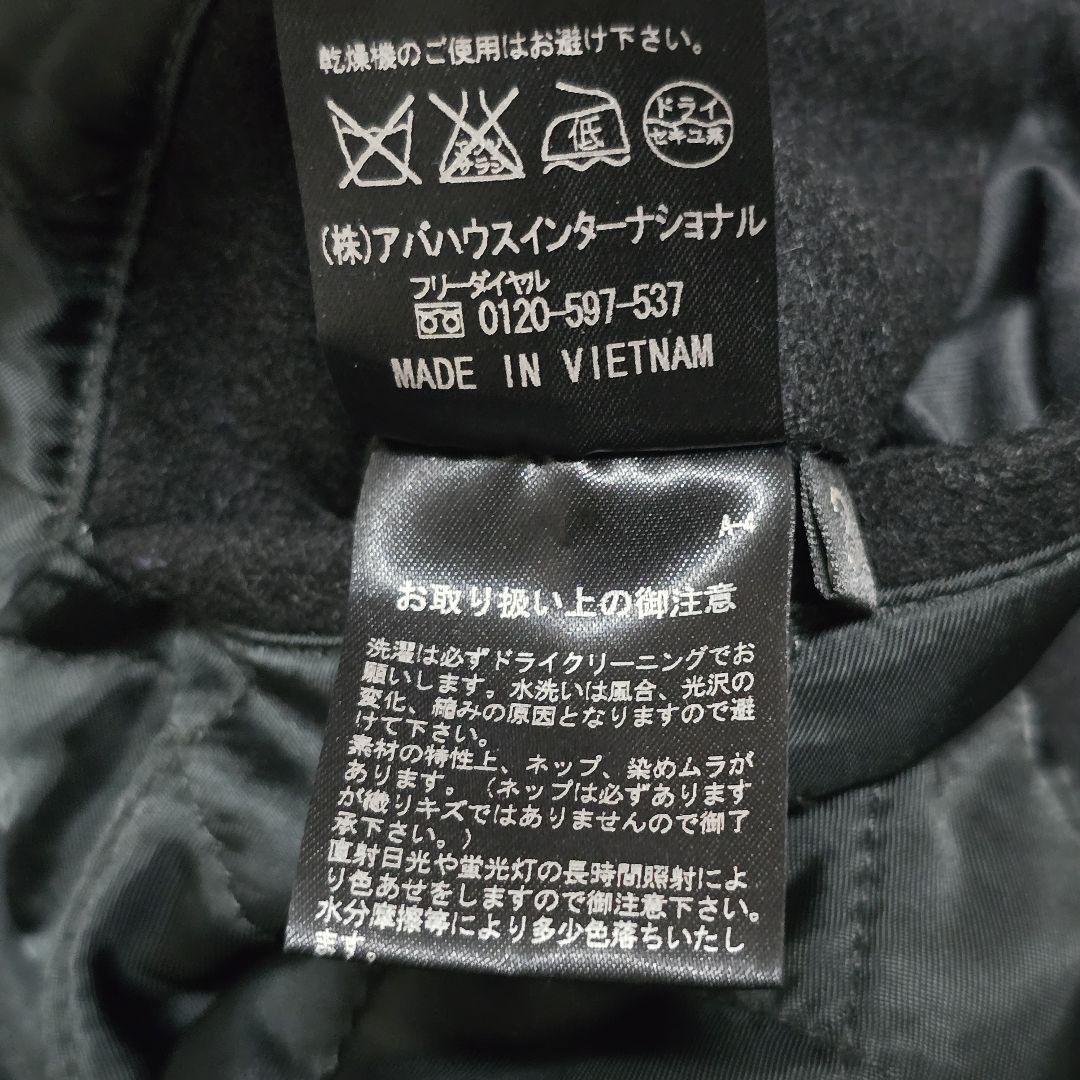 乾燥機のご使用はお避け下さい。
エンソ
サラシ
低
ドライ
セキユ系
(株)アバハウスインターナショナル
フリーダイヤル
0120-597-537
MADE IN VIETNAM
A-4
お取り扱い上の御注意
洗濯は必ずドライクリーニングでお
願いします。水洗いは風合、光沢の
変化、縮みの原因となりますので避
けて下さい。
素材の特性上、ネップ、染めムラが
あります。（ネップは必ずあります
が織りキズではありませんので御了
承下さい。）
直射日光や蛍光灯の長時間照射によ
り色あせをしますので御注意下さい。
水分摩擦等により多少色落ちいたし
ます。